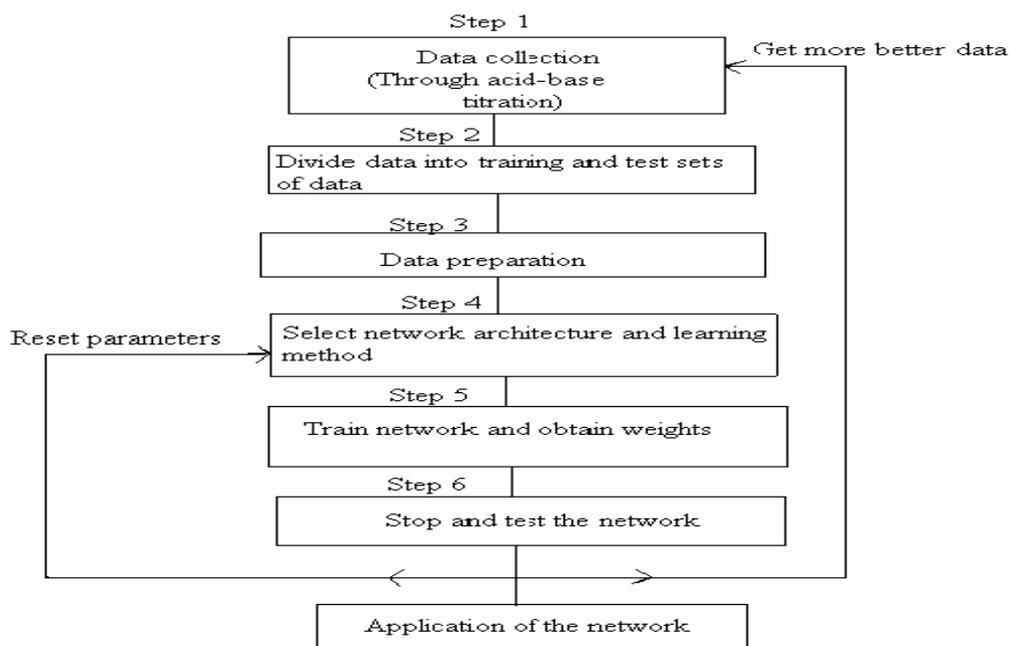 Step 1
Data collection
(Through acid-base
titration)
Get more better data
Step 2
Divide data into training and test sets
of data
Step 3
Data preparation
Step 4
Reset parameters
Select network architecture and learning
method
Step 5
Train network and obtain weights
Step 6
Stop and test the network
Application of the network